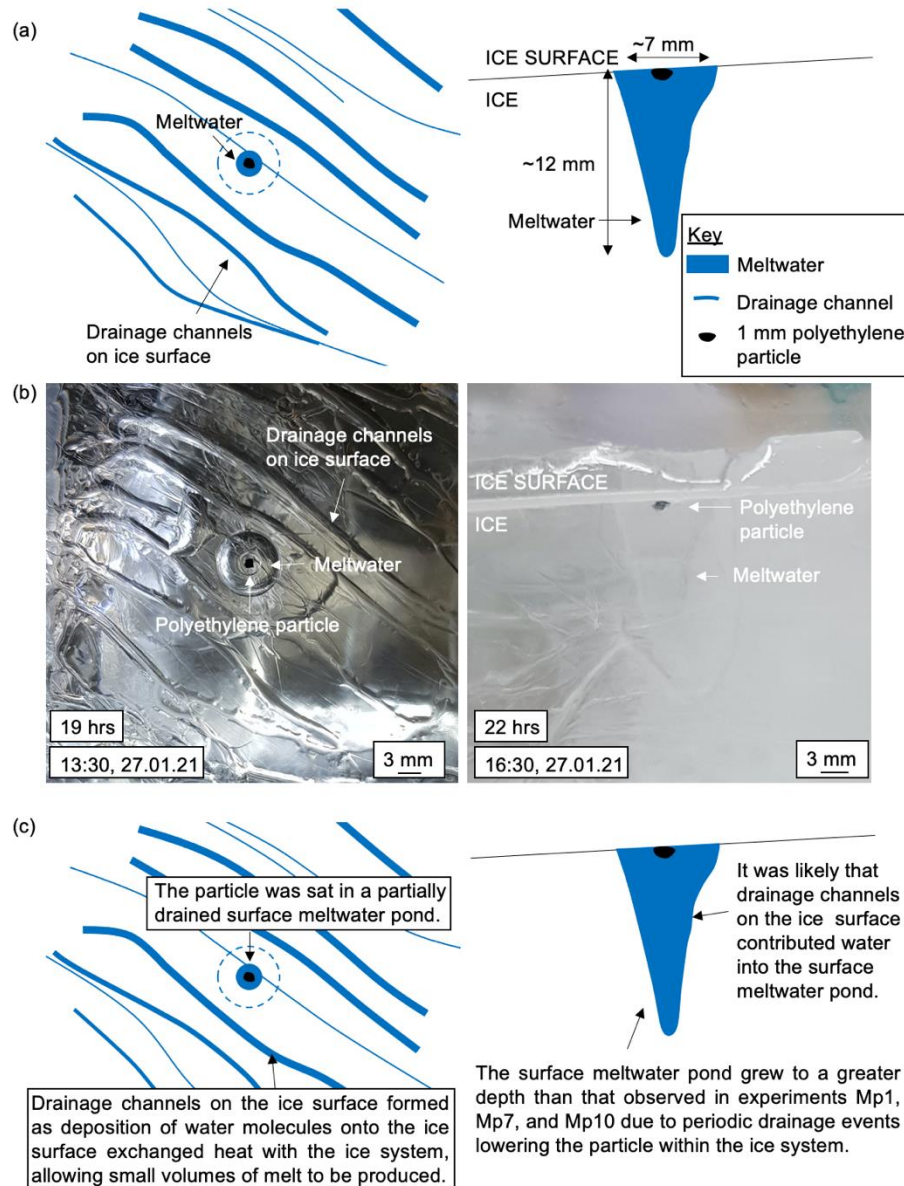 (a)
Meltwater
Drainage channels
on ice surface
ICE SURFACE
ICE
~7 mm
~12 mm
Meltwater
Key
Meltwater
Drainage channel
1 mm polyethylene
particle
(b)
Drainage channels
on ice surface
Meltwater
Polyethylene particle
19 hrs
13:30, 27.01.21
3 mm
ICE SURFACE
ICE
Polyethylene
particle
Meltwater
22 hrs
16:30, 27.01.21
3 mm
(c)
The particle was sat in a partially
drained surface meltwater pond.
Drainage channels on the ice surface formed
as deposition of water molecules onto the ice
surface exchanged heat with the ice system,
allowing small volumes of melt to be produced.
It was likely that
drainage channels
on the ice surface
contributed water
into the surface
meltwater pond.
The surface meltwater pond grew to a greater
depth than that observed in experiments Mp1,
Mp7, and Mp10 due to periodic drainage events
lowering the particle within the ice system.